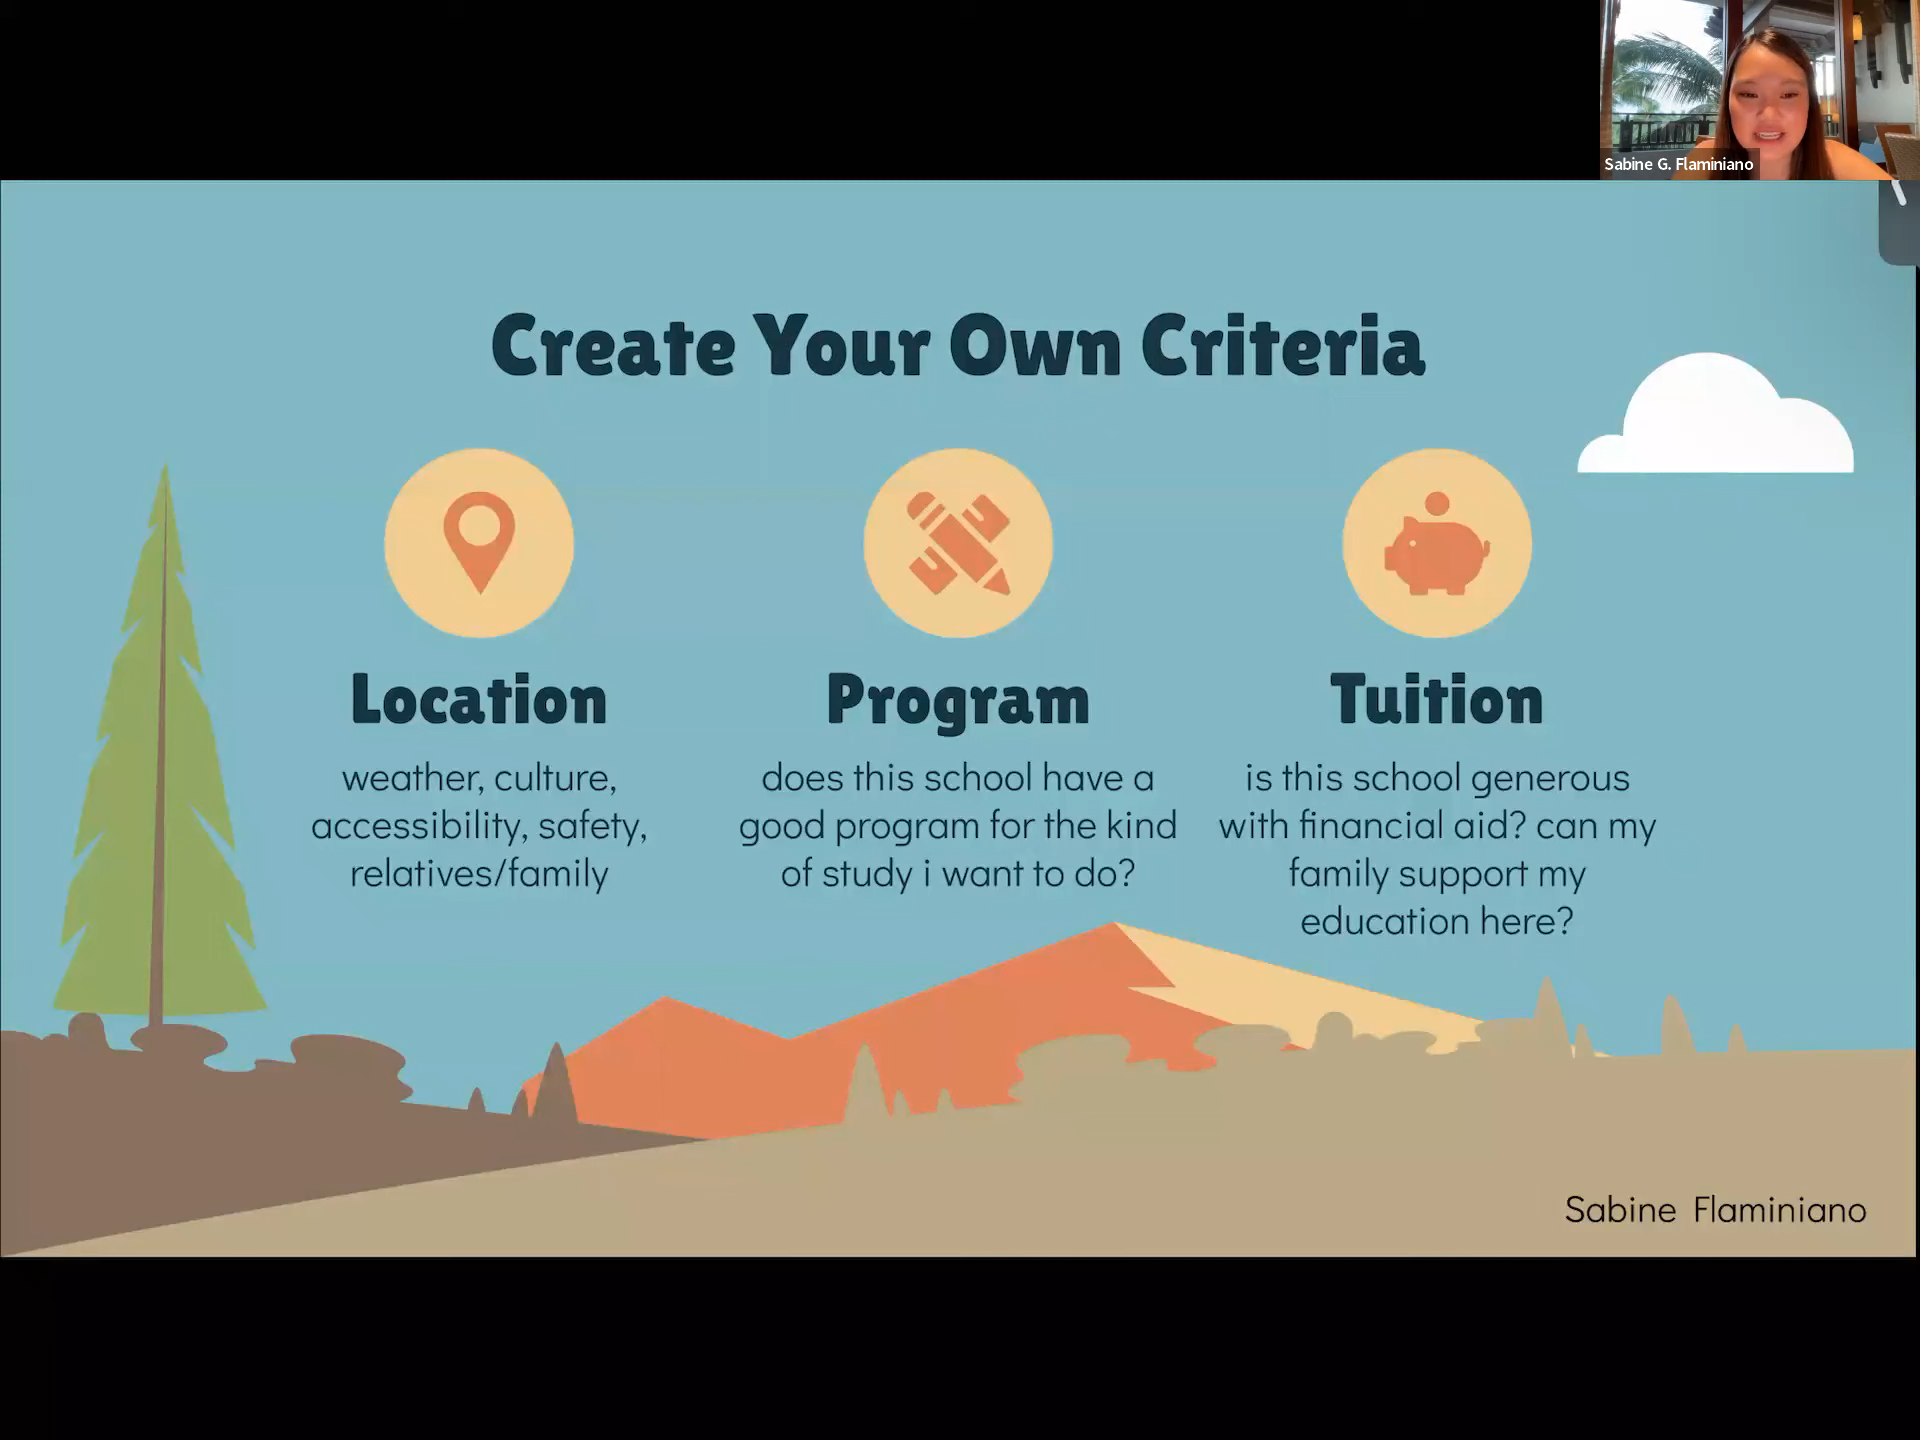 Sabine G. Flaminiano
Create Your Own Criteria
Location
weather, culture,
accessibility, safety,
relatives/family
Program
does this school have a
good program for the kind
of study i want to do?
Tuition
is this school generous
with financial aid? can my
family support my
education here?
Sabine Flaminiano